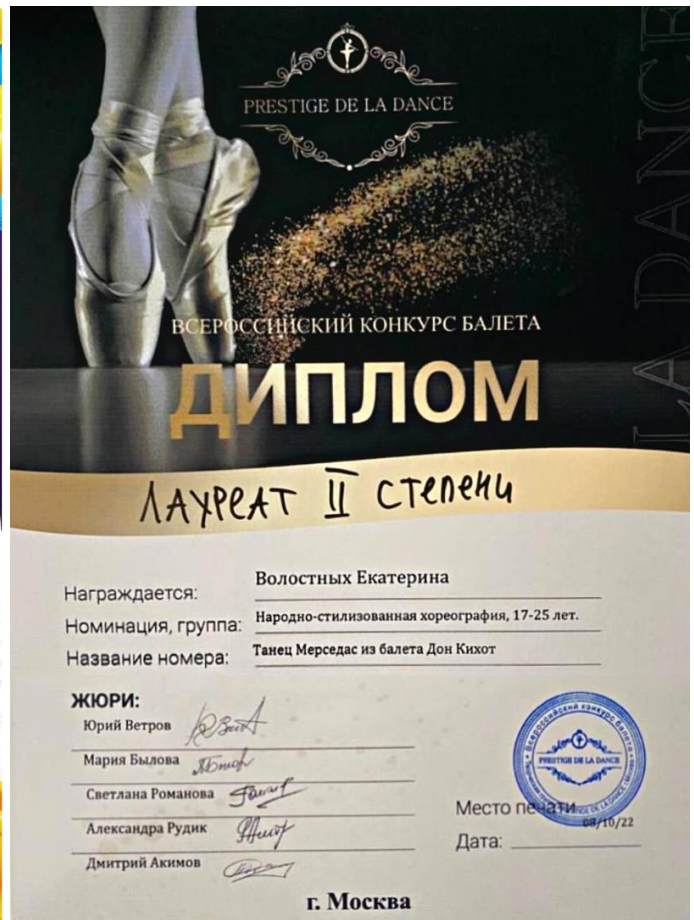 PRESTIGE DE LA DANCE
LA DANCE
ВСЕРОССИЙСКИЙ КОНКУРС БАЛЕТА
ДИПЛОМ
ЛАУРЕАТ II СТЕПЕНИ
Награждается: Волостных Екатерина
Номинация, группа: Народно-стилизованная хореография, 17-25 лет.
Название номера: Танец Мерседас из балета Дон Кихот
ЖЮРИ:
Юрий Ветров
Мария Былова
Светлана Романова
Александра Рудик
Дмитрий Акимов
Всероссийский конкурс балета
PRESTIGE DE LA DANCE
Место печати
08/10/22
Дата:
г. Москва